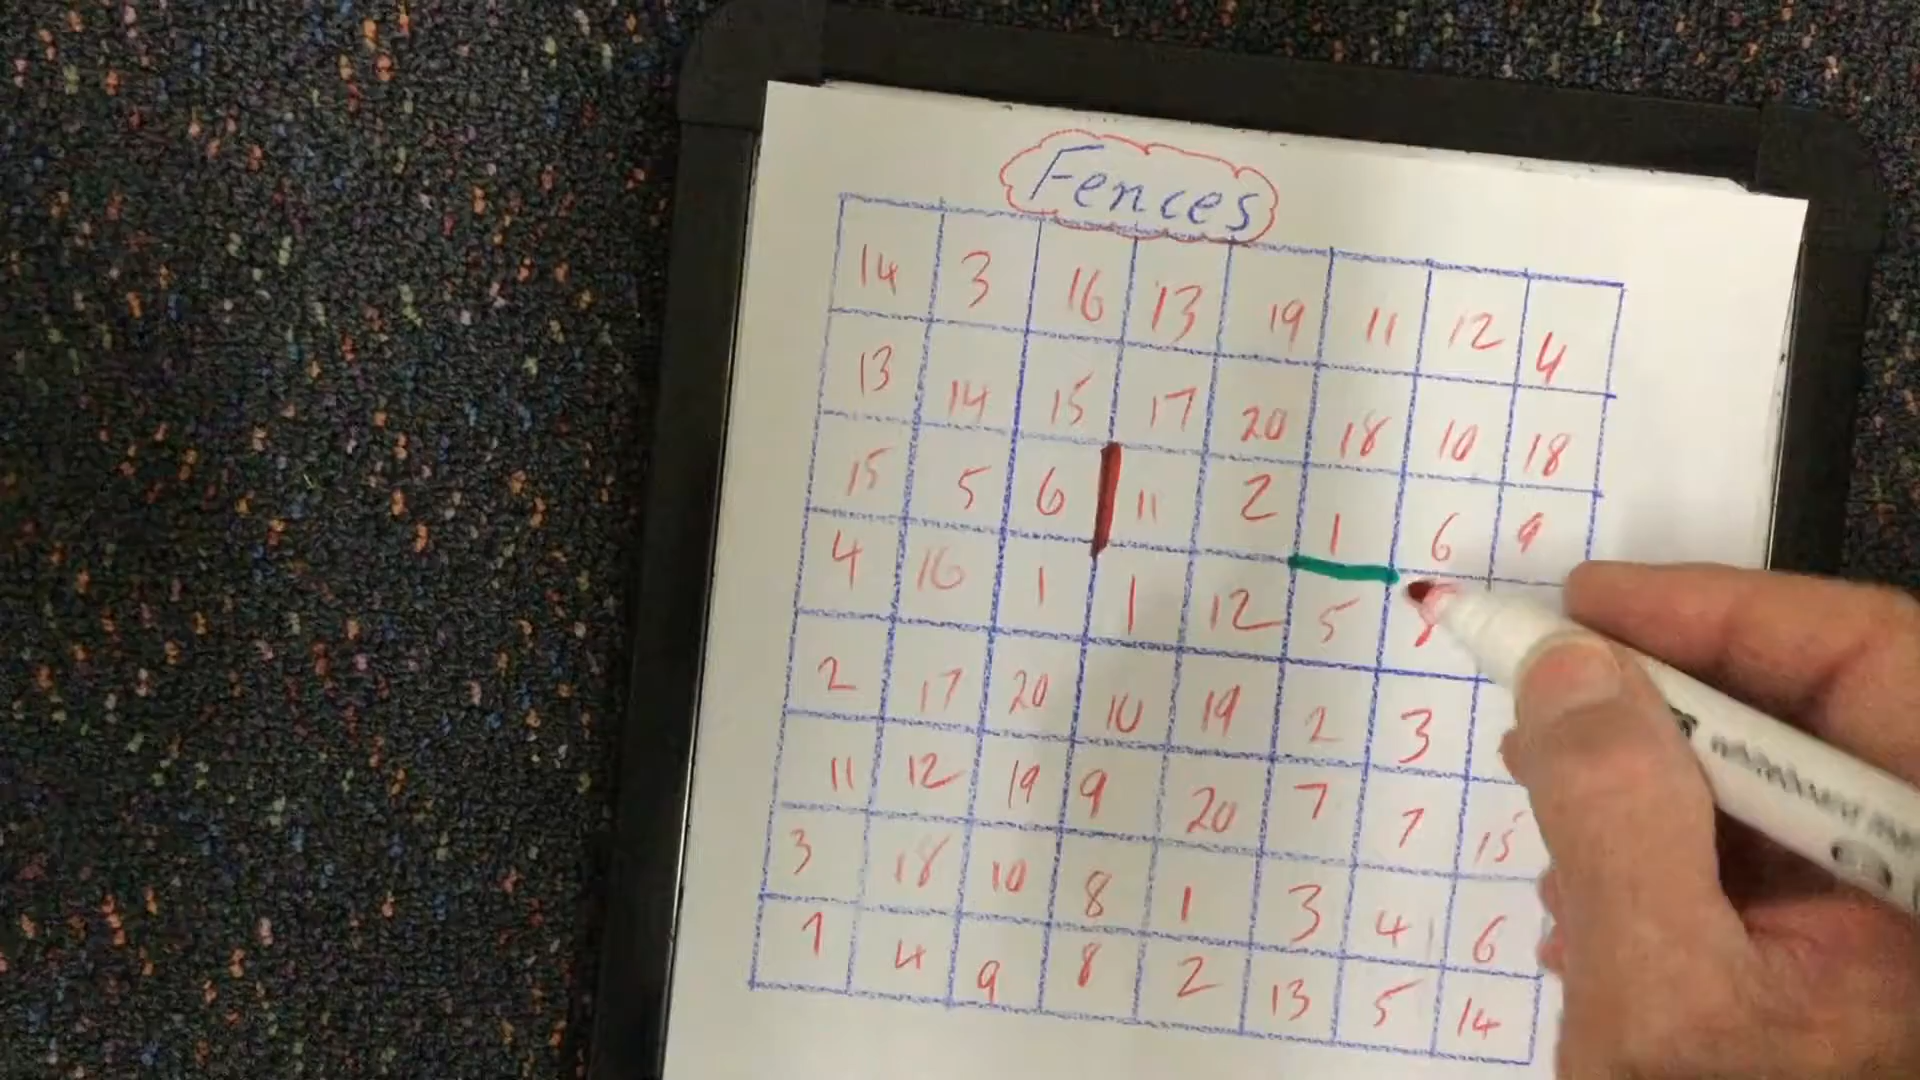 Fences
14 3 16 13 19 11 12 4
13 14 15 17 20 18 10 18
15 5 6 11 2 1 6 9
4 16 1 1 12 5
2 17 20 10 19 2 3
11 12 19 9 20 7 7 15
3 18 10 8 1 3 4 6
7 4 9 8 2 13 5 14